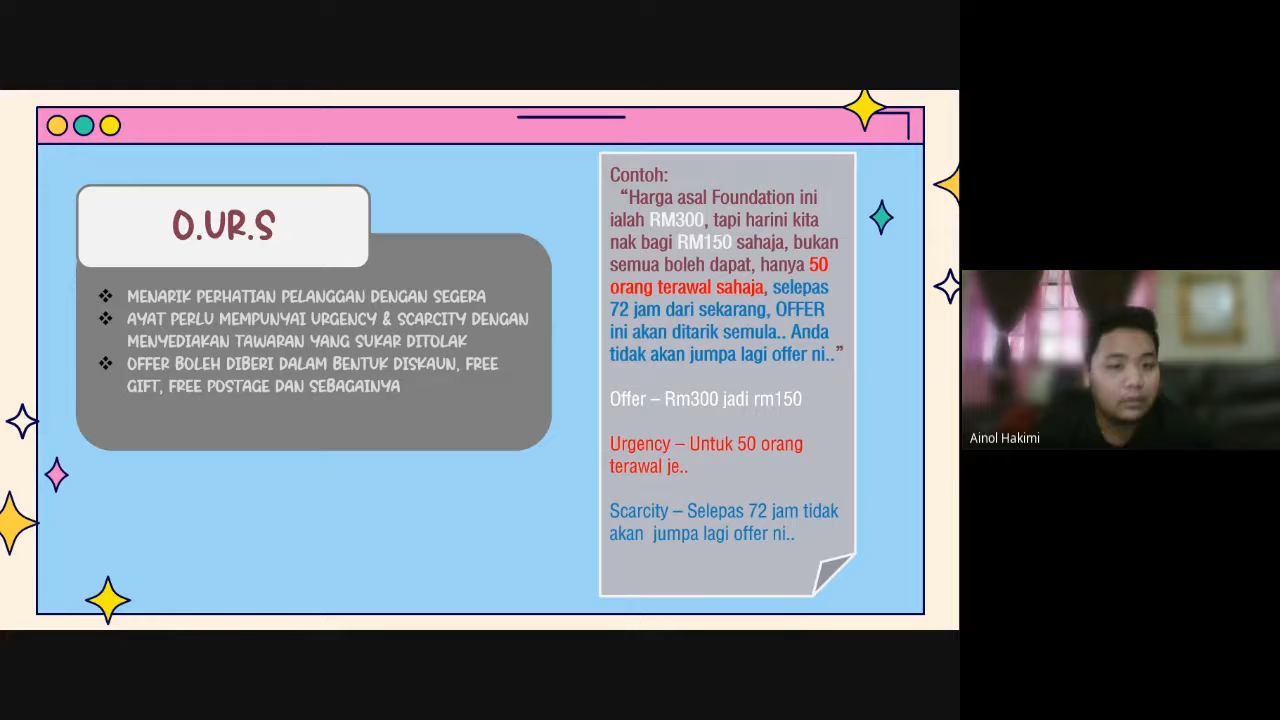 O.UR.S
MENARIK PERHATIAN PELANGGAN DENGAN SEGERA
AYAT PERLU MEMPUNYAI URGENCY & SCARCITY DENGAN
MENYEDIAKAN TAWARAN YANG SUKAR DITOLAK
OFFER BOLEH DIBERI DALAM BENTUK DISKAUN, FREE
GIFT, FREE POSTAGE DAN SEBAGAINYA
Contoh:
“Harga asal Foundation ini
ialah RM300, tapi harini kita
nak bagi RM150 sahaja, bukan
semua boleh dapat, hanya 50
orang terawal sahaja, selepas
72 jam dari sekarang, OFFER
ini akan ditarik semula.. Anda
tidak akan jumpa lagi offer ni..”
Offer – Rm300 jadi rm150
Urgency – Untuk 50 orang
terawal je..
Scarcity – Selepas 72 jam tidak
akan jumpa lagi offer ni..
Ainol Hakimi